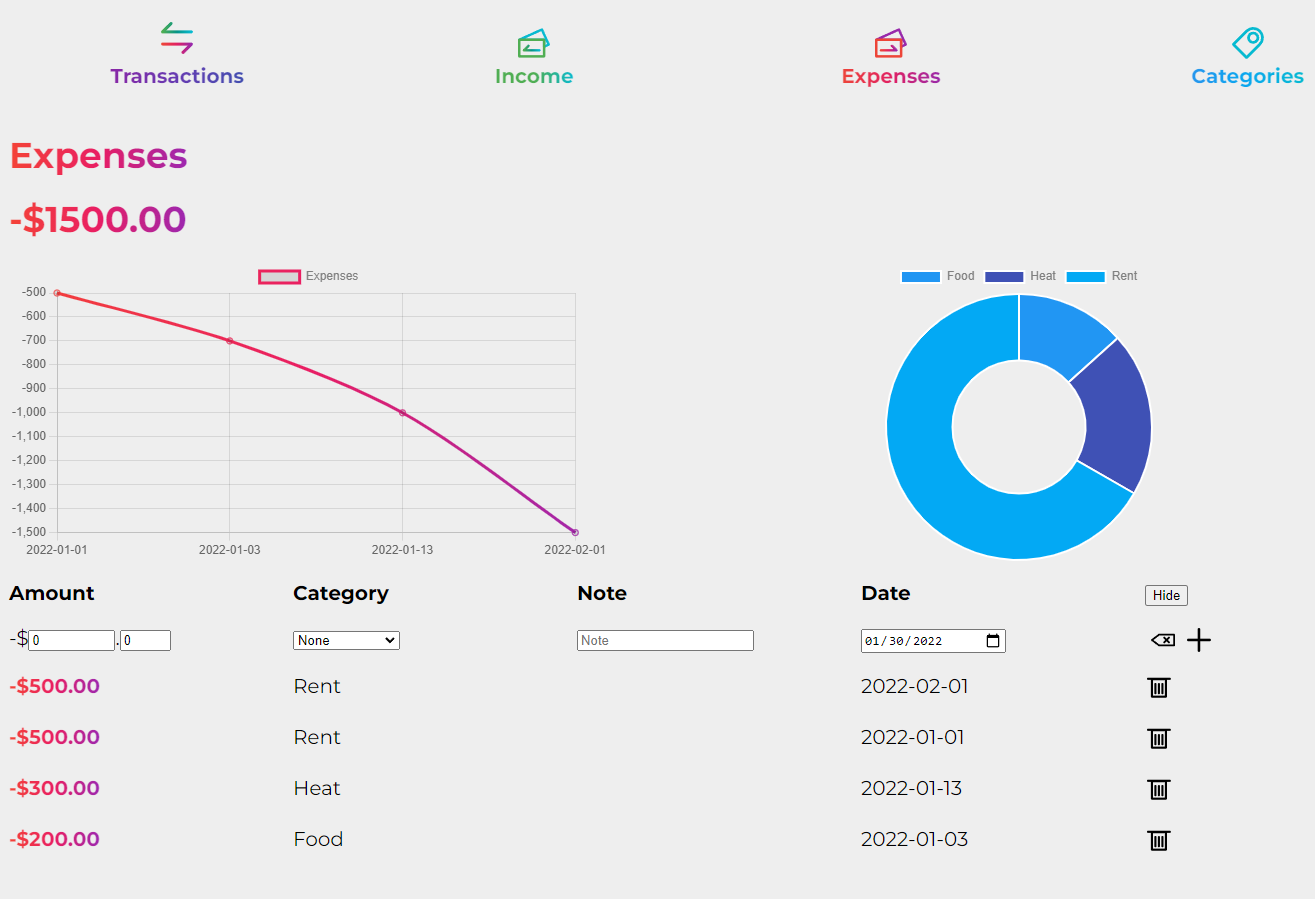 Transactions Income Expenses Categories
Expenses
-$1500.00
Expenses
-500
-600
-700
-800
-900
-1,000
-1,100
-1,200
-1,300
-1,400
-1,500
2022-01-01 2022-01-03 2022-01-13 2022-02-01
Food Heat Rent
Amount Category Note Date Hide
-$0.0 None Note 01/30/2022
-$500.00 Rent 2022-02-01
-$500.00 Rent 2022-01-01
-$300.00 Heat 2022-01-13
-$200.00 Food 2022-01-03